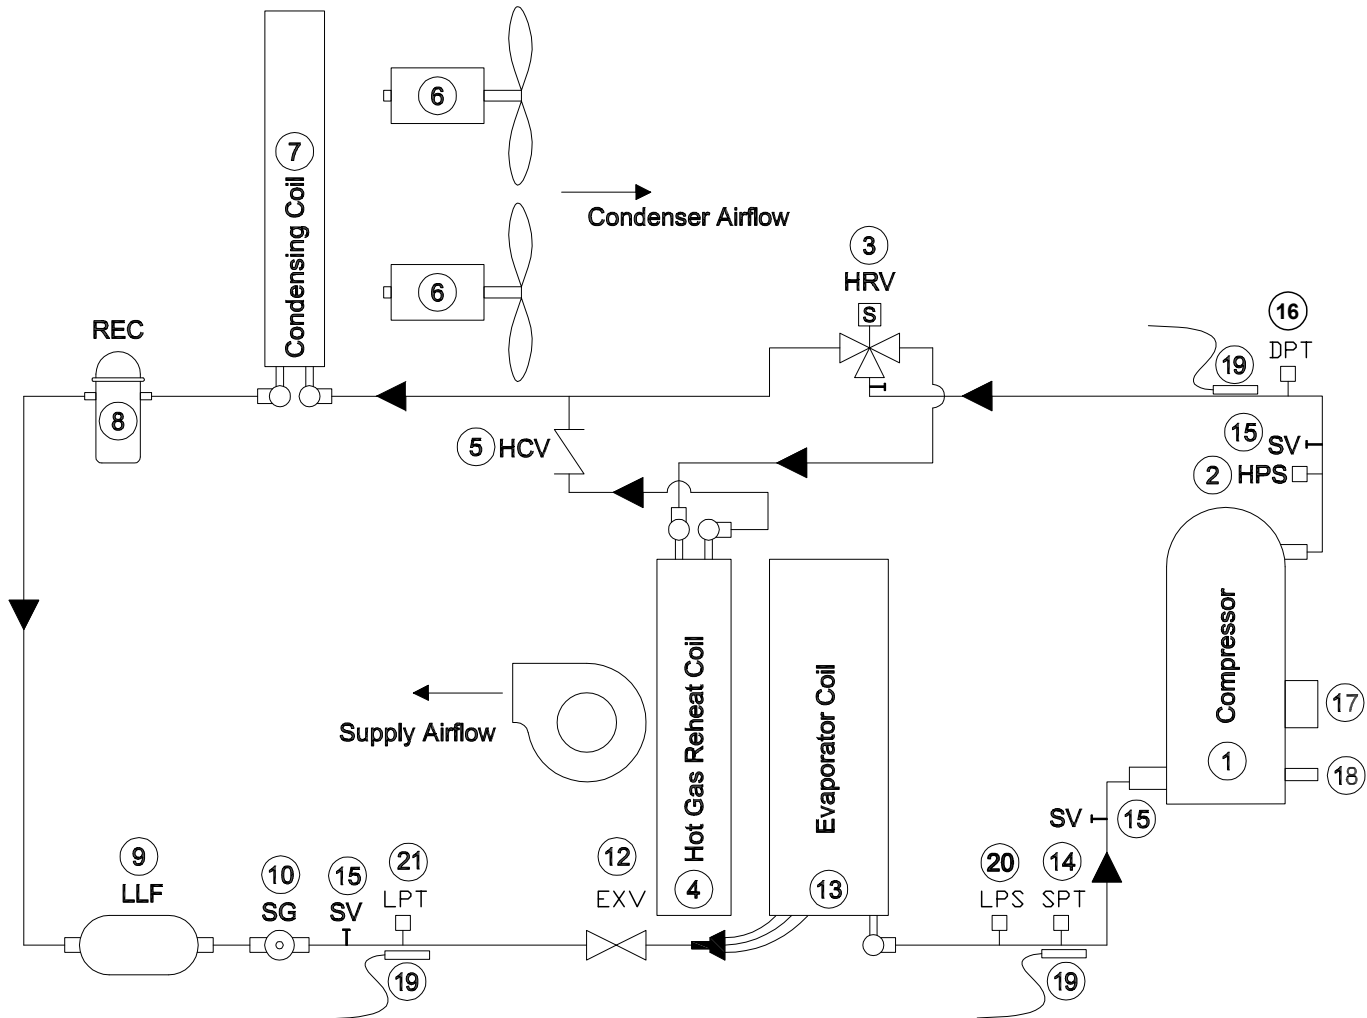 6
7
Condensing Coil
Condenser Airflow
6
3
HRV
S
16
DPT
19
REC
8
15
SV
5 HCV
2 HPS
Compressor
1
17
18
Hot Gas Reheat Coil
4
Evaporator Coil
13
Supply Airflow
SV 15
9
LLF
10
SG
15
SV
21
LPT
12
EXV
20
LPS
14
SPT
19
19